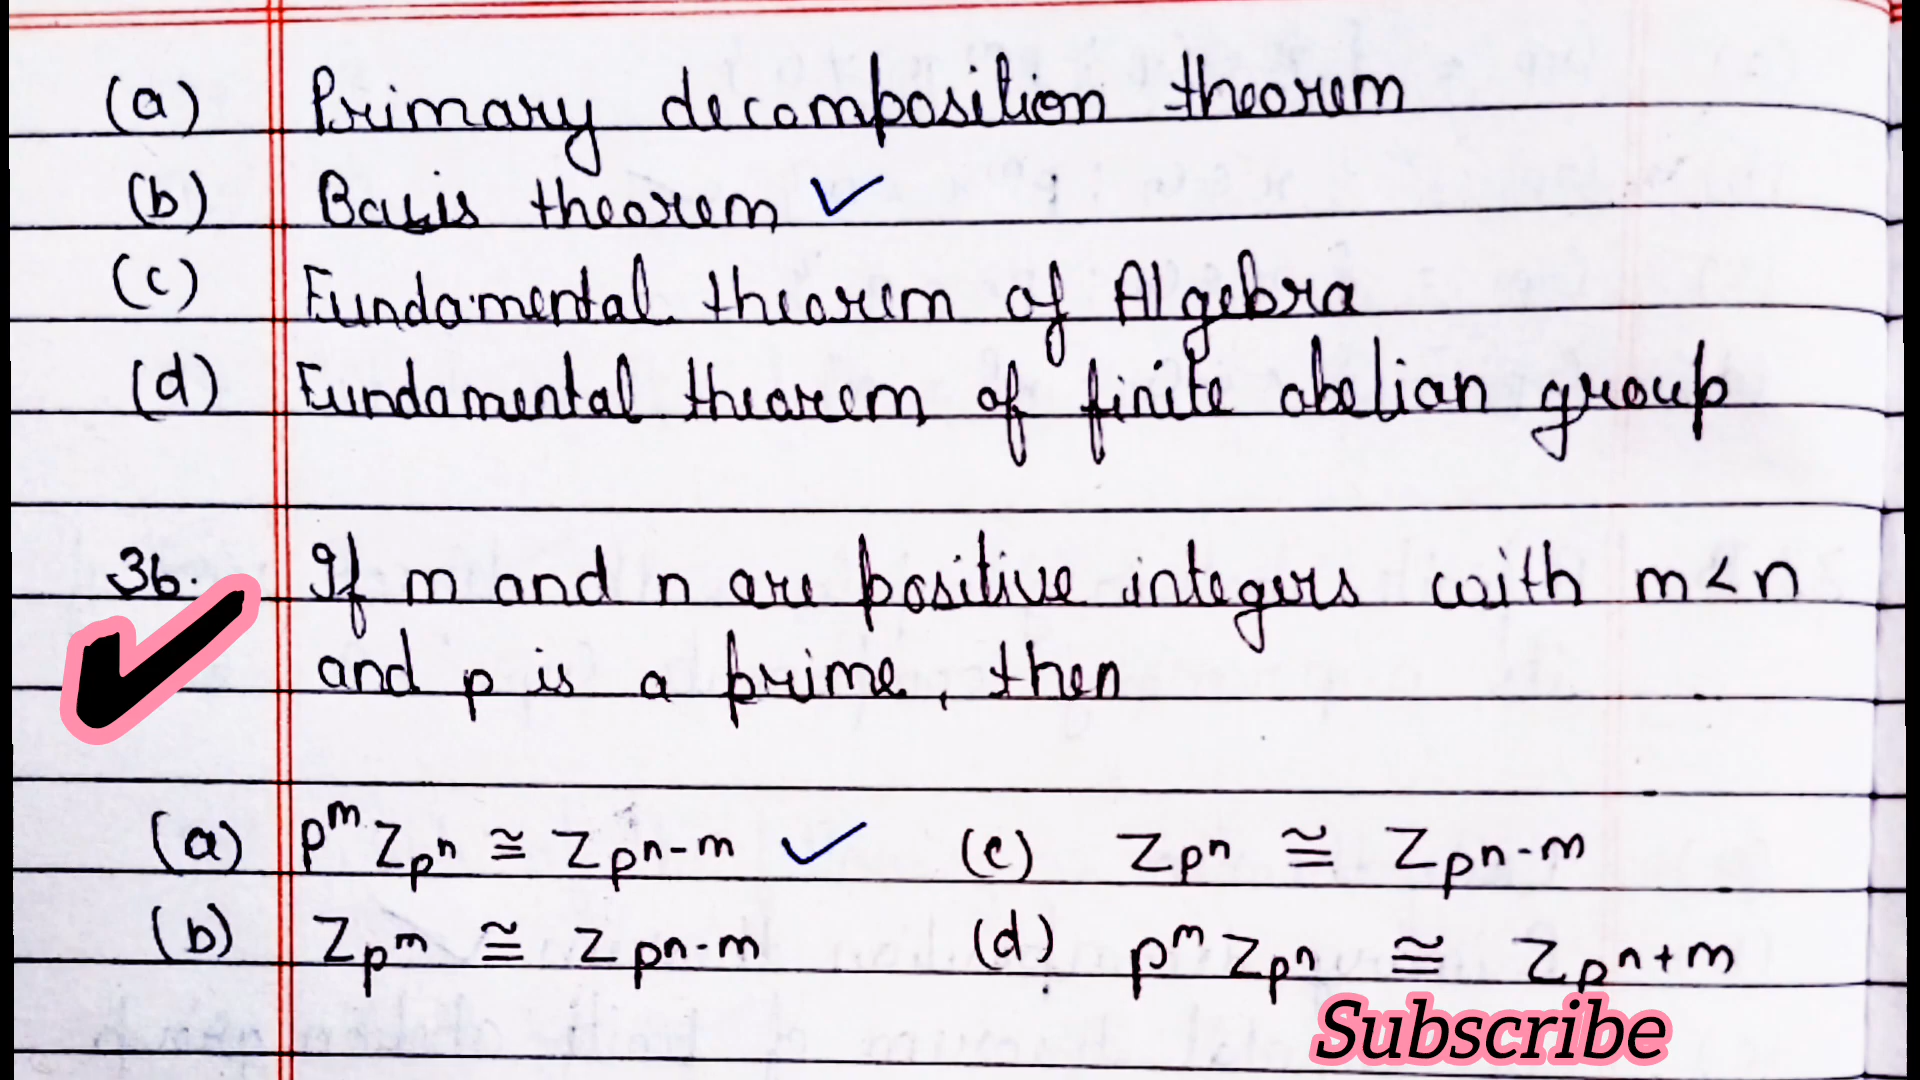 (a) Primary decomposition theorem
(b) Basis theorem ✓
(c) Fundamental theorem of Algebra
(d) Fundamental theorem of finite abelian group
36. If m and n are positive integers with m < n
and p is a prime, then
(a) p^m Z_{p^n} ≅ Z_{p^{n-m}} ✓ (c) Z_{p^n} ≅ Z_{p^{n-m}}
(b) Z_{p^m} ≅ Z_{p^{n-m}} (d) p^m Z_{p^n} ≅ Z_{p^{n+m}}
Subscribe